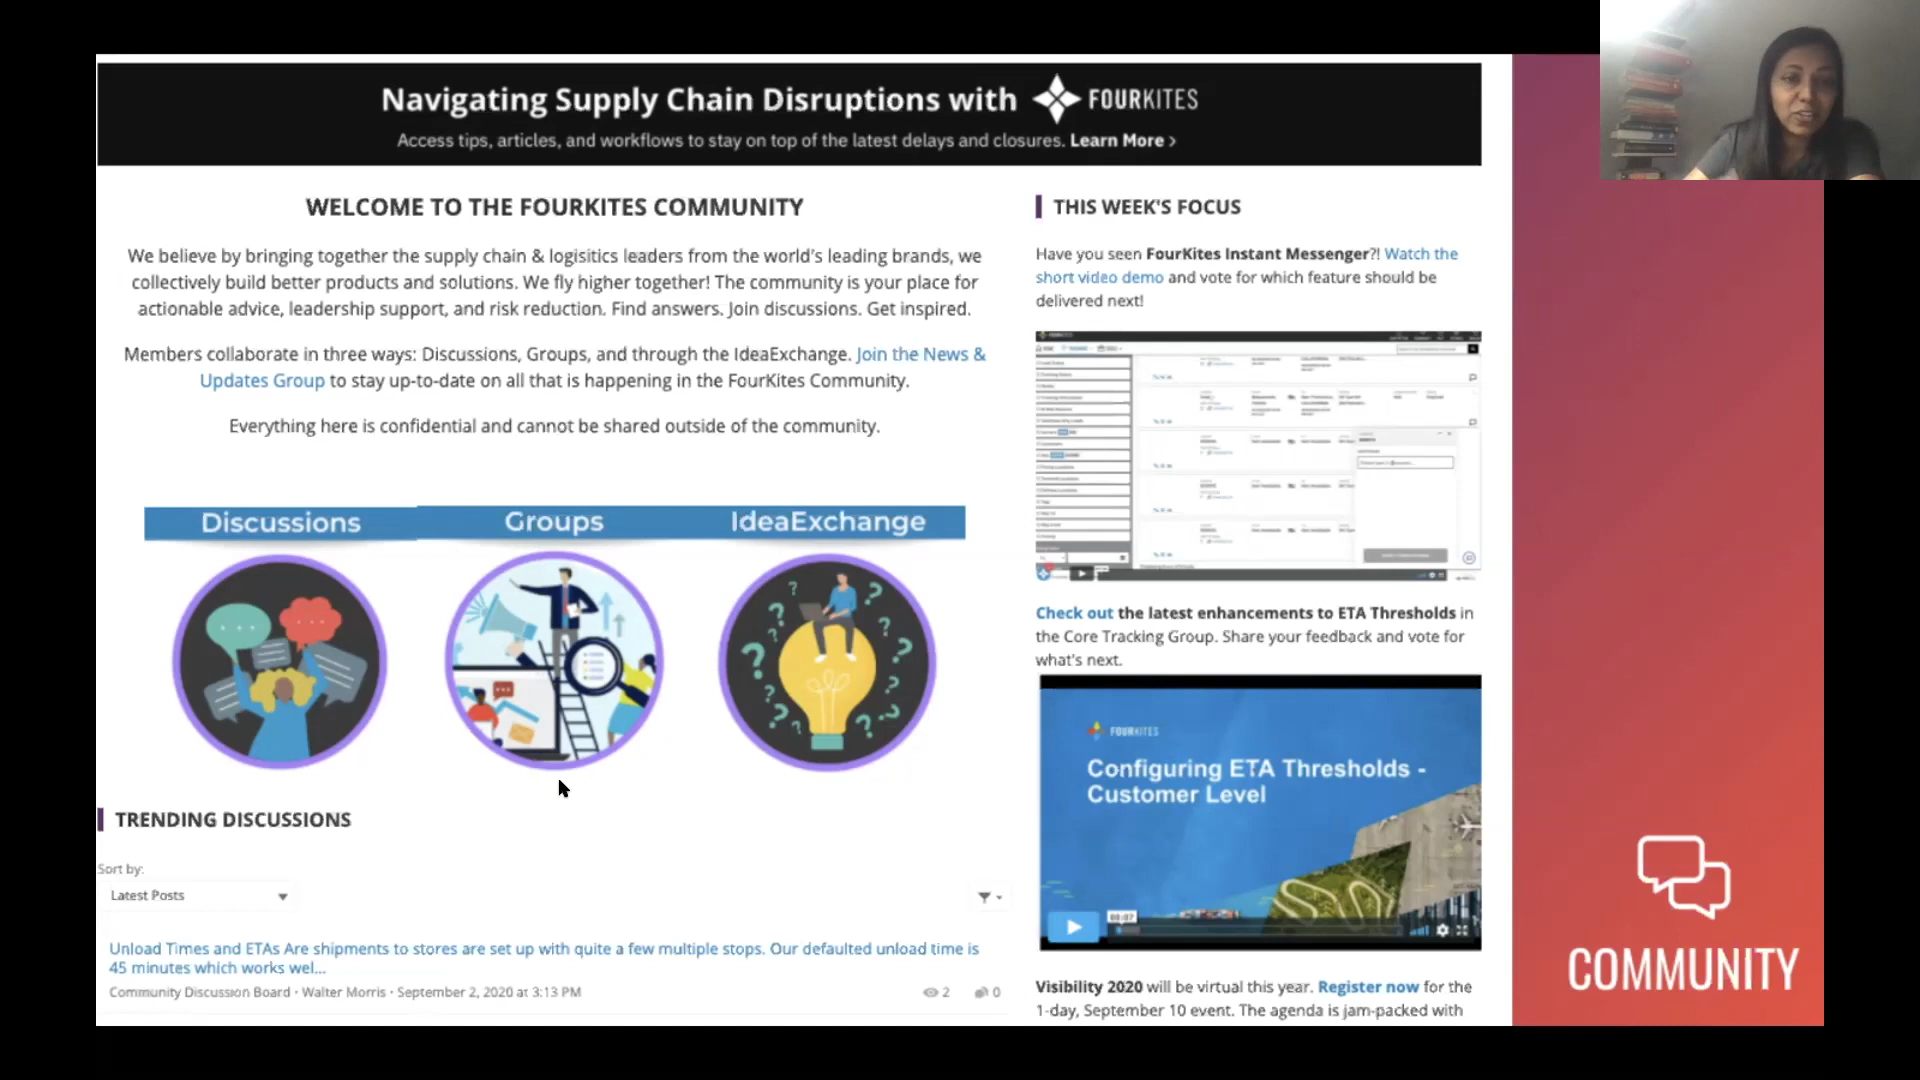 Navigating Supply Chain Disruptions with FOURKITES
Access tips, articles, and workflows to stay on top of the latest delays and closures. Learn More >
WELCOME TO THE FOURKITES COMMUNITY
We believe by bringing together the supply chain & logisitics leaders from the world's leading brands, we
collectively build better products and solutions. We fly higher together! The community is your place for
actionable advice, leadership support, and risk reduction. Find answers. Join discussions. Get inspired.
Members collaborate in three ways: Discussions, Groups, and through the IdeaExchange. Join the News &
Updates Group to stay up-to-date on all that is happening in the FourKites Community.
Everything here is confidential and cannot be shared outside of the community.
Discussions
Groups
IdeaExchange
TRENDING DISCUSSIONS
Sort by:
Latest Posts
Unload Times and ETAs Are shipments to stores are set up with quite a few multiple stops. Our defaulted unload time is
45 minutes which works wel...
Community Discussion Board • Walter Morris • September 2, 2020 at 3:13 PM
2
0
THIS WEEK'S FOCUS
Have you seen FourKites Instant Messenger?! Watch the
short video demo and vote for which feature should be
delivered next!
Check out the latest enhancements to ETA Thresholds in
the Core Tracking Group. Share your feedback and vote for
what's next.
FOURKITES
Configuring ETA Thresholds -
Customer Level
00:07
Visibility 2020 will be virtual this year. Register now for the
1-day, September 10 event. The agenda is jam-packed with
COMMUNITY